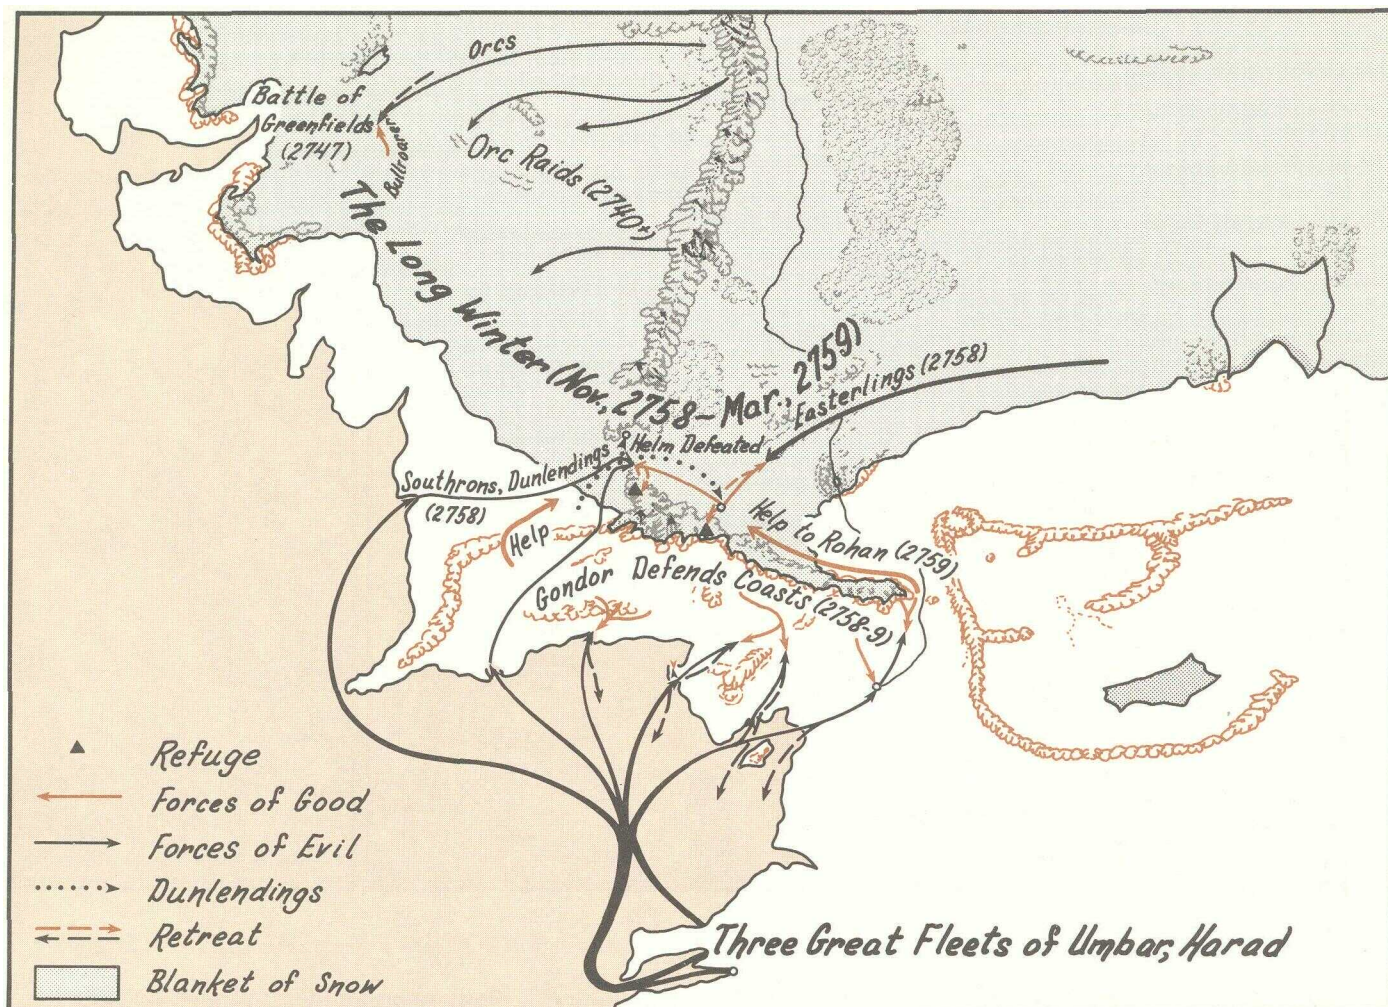 Orcs
Battle of
Greenfields
(2747)
Bullroarer
Orc Raids (2740+)
The Long Winter (Nov., 2758 – Mar., 2759)
Easterlings (2758)
Helm Defeated
Southrons, Dunlendings
(2758)
Help
Help to Rohan (2759)
Gondor Defends Coasts (2758-9)
Refuge
Forces of Good
Forces of Evil
Dunlendings
Retreat
Blanket of Snow
Three Great Fleets of Umbar, Harad